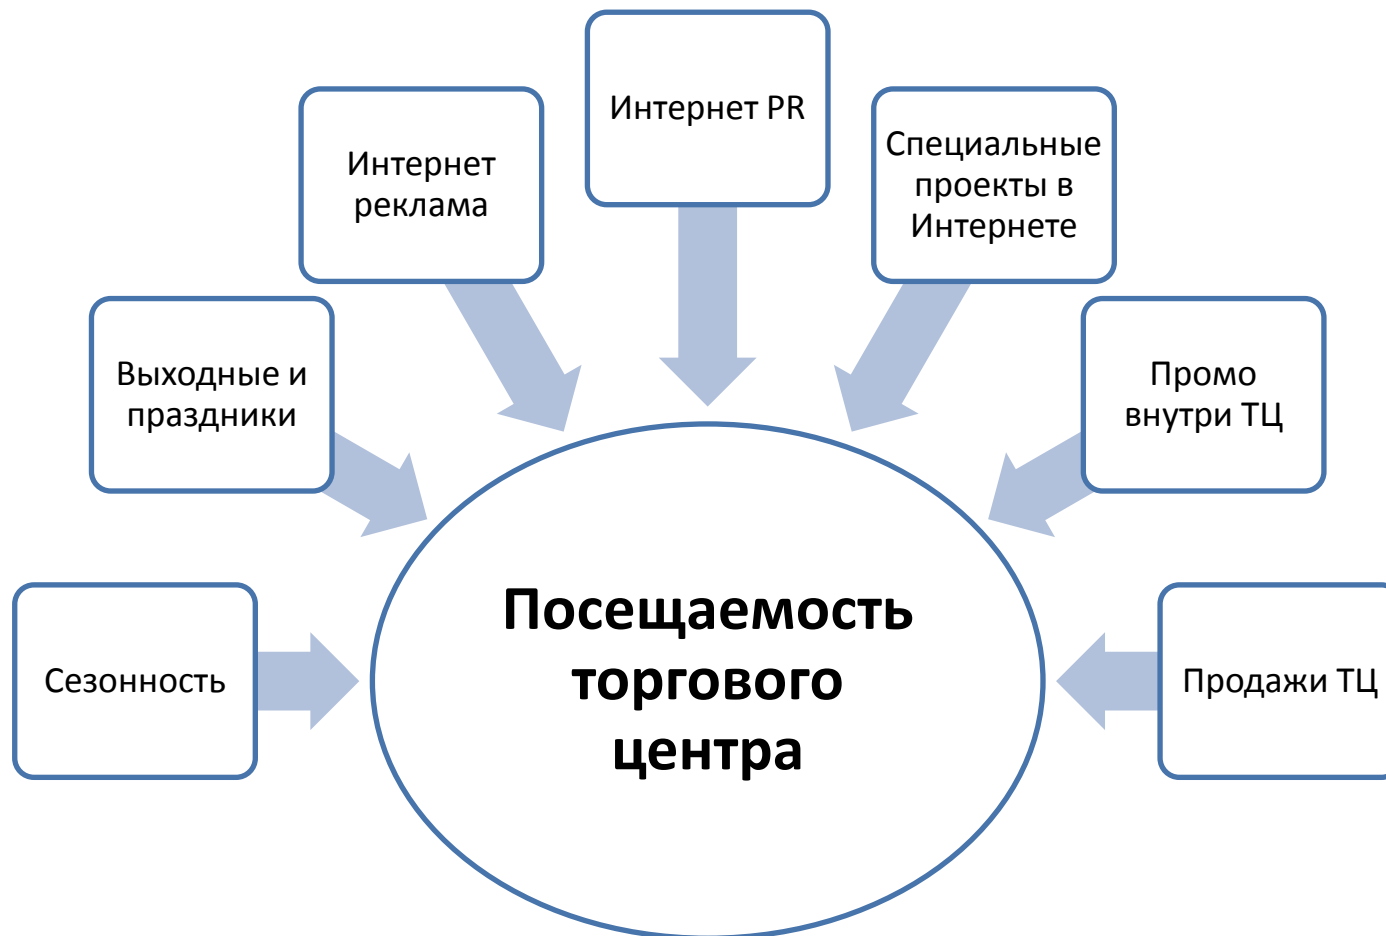 Интернет PR
Интернет
реклама
Специальные
проекты в
Интернете
Выходные и
праздники
Промо
внутри ТЦ
Сезонность
Посещаемость
торгового
центра
Продажи ТЦ